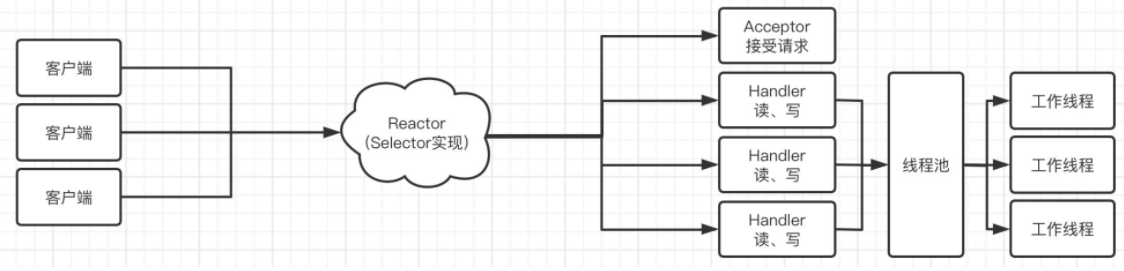 客户端
客户端
客户端
Reactor
(Selector实现)
Acceptor
接受请求
Handler
读、写
Handler
读、写
Handler
读、写
线程池
工作线程
工作线程
工作线程